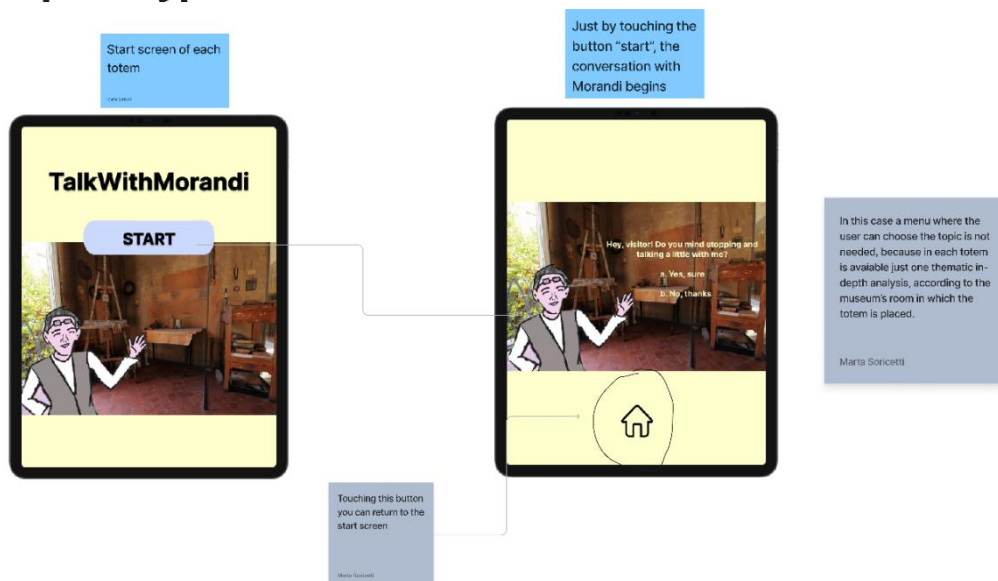 Start screen of each
totem
Just by touching the
button "start", the
conversation with
Morandi begins
TalkWithMorandi
START
Hey, visitor! Do you mind stopping and
talking a little with me?
a. Yes, sure
b. No, thanks
In this case a menu where the
user can choose the topic is not
needed, because in each totem
is avaiable just one thematic in-
depth analysis, according to the
museum's room in which the
totem is placed.
Marta Soricetti
Touching this button
you can return to the
start screen
Marta Soricetti